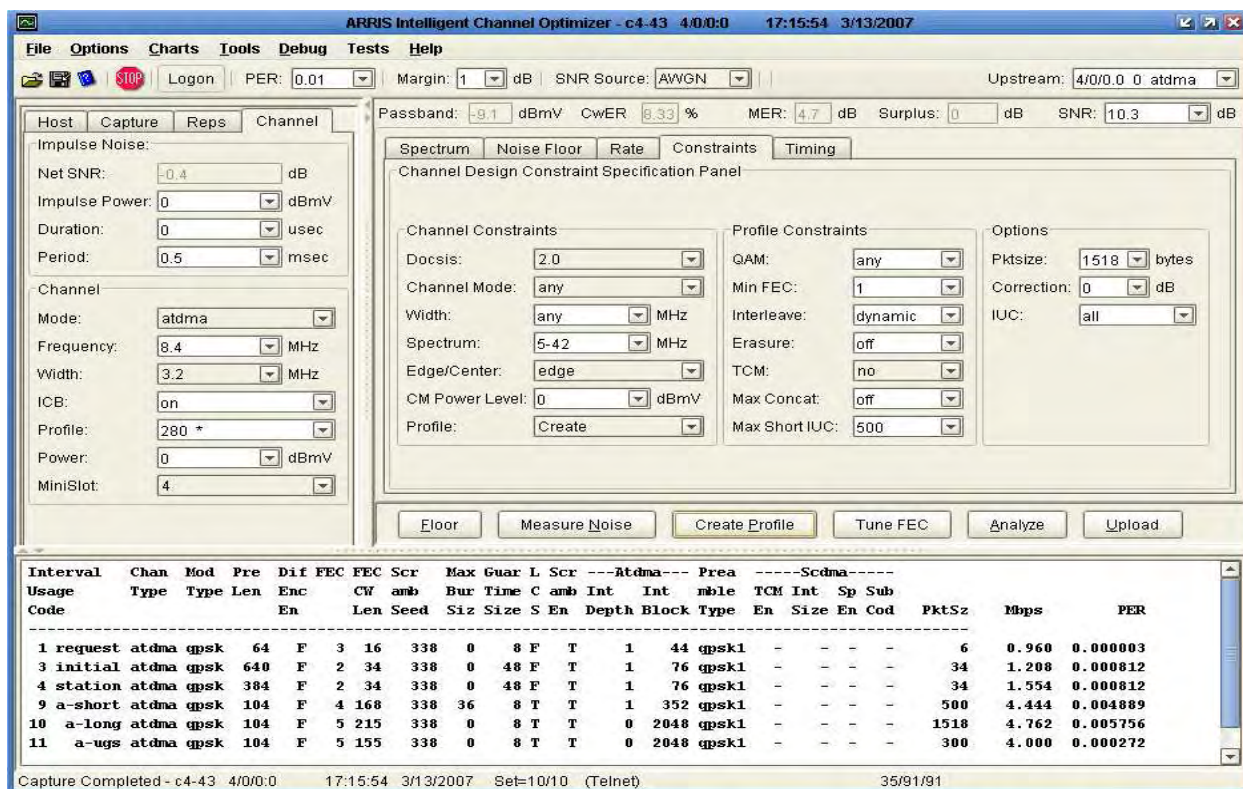 ARRIS Intelligent Channel Optimizer - c4-43 4/0/0:0 17:15:54 3/13/2007
File Options Charts Tools Debug Tests Help
STOP Logon PER: 0.01 Margin: 1 dB SNR Source: AWGN Upstream: 4/0/0.0 0 atdma
Host Capture Reps Channel
Impulse Noise:
Net SNR: -0.4 dB
Impulse Power: 0 dBmV
Duration: 0 usec
Period: 0.5 msec
Channel
Mode: atdma
Frequency: 8.4 MHz
Width: 3.2 MHz
ICB: on
Profile: 280 *
Power: 0 dBmV
MiniSlot: 4
Passband: -9.1 dBmV CwER 8.33 % MER: 4.7 dB Surplus: 0 dB SNR: 10.3 dB
Spectrum Noise Floor Rate Constraints Timing
Channel Design Constraint Specification Panel
Channel Constraints
Docsis: 2.0
Channel Mode: any
Width: any MHz
Spectrum: 5-42 MHz
Edge/Center: edge
CM Power Level: 0 dBmV
Profile: Create
Profile Constraints
QAM: any
Min FEC: 1
Interleave: dynamic
Erasure: off
TCM: no
Max Concat: off
Max Short IUC: 500
Options
Pktsize: 1518 bytes
Correction: 0 dB
IUC: all
Floor Measure Noise Create Profile Tune FEC Analyze Upload
Interval Chan Mod Pre Dif FEC FEC Scr Max Guar L Scr ---Atdma--- Prea -----Scdma-----
Usage Type Type Len Enc CW amb Bur Time C amb Int Int mble TCM Int Sp Sub
Code En Len Seed Siz Size S En Depth Block Type En Size En Cod PktSz Mbps PER
1 request atdma qpsk 64 F 3 16 338 0 8 F T 1 44 qpsk1 - - - - 6 0.960 0.000003
3 initial atdma qpsk 640 F 2 34 338 0 48 F T 1 76 qpsk1 - - - - 34 1.208 0.000812
4 station atdma qpsk 384 F 2 34 338 0 48 F T 1 76 qpsk1 - - - - 34 1.554 0.000812
9 a-short atdma qpsk 104 F 4 168 338 36 8 T T 1 352 qpsk1 - - - - 500 4.444 0.004889
10 a-long atdma qpsk 104 F 5 215 338 0 8 T T 0 2048 qpsk1 - - - - 1518 4.762 0.005756
11 a-ugs atdma qpsk 104 F 5 155 338 0 8 T T 0 2048 qpsk1 - - - - 300 4.000 0.000272
Capture Completed - c4-43 4/0/0:0 17:15:54 3/13/2007 Set=10/10 (Telnet) 35/91/91